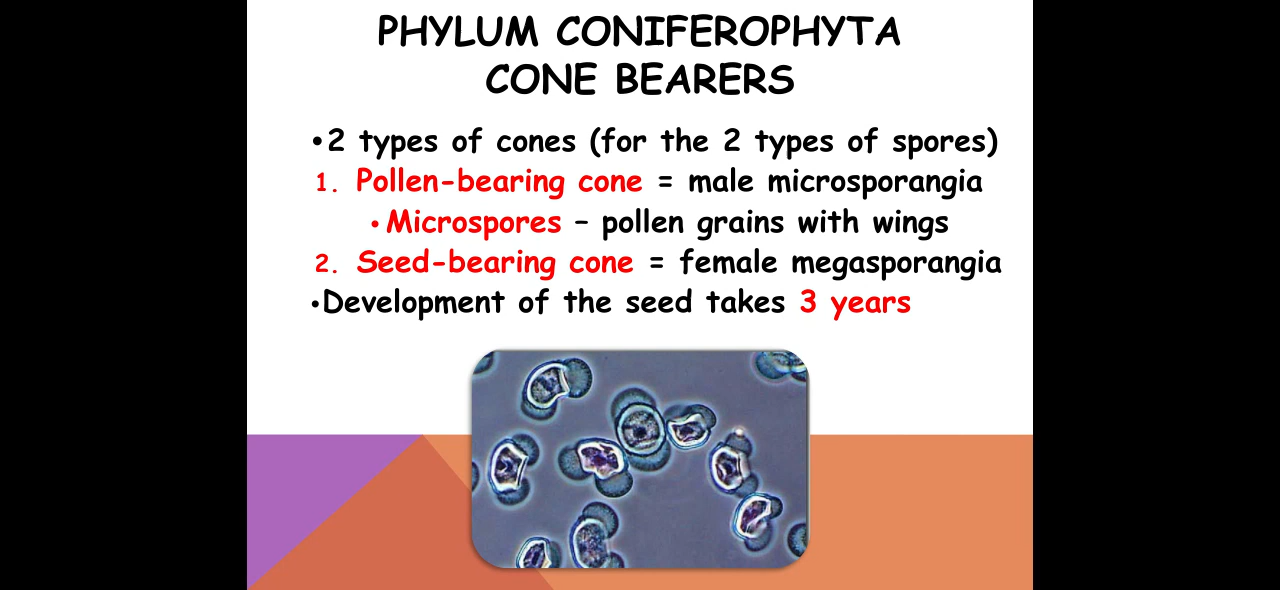 PHYLUM CONIFEROPHYTA
CONE BEARERS
•2 types of cones (for the 2 types of spores)
1. Pollen-bearing cone = male microsporangia
•Microspores – pollen grains with wings
2. Seed-bearing cone = female megasporangia
•Development of the seed takes 3 years